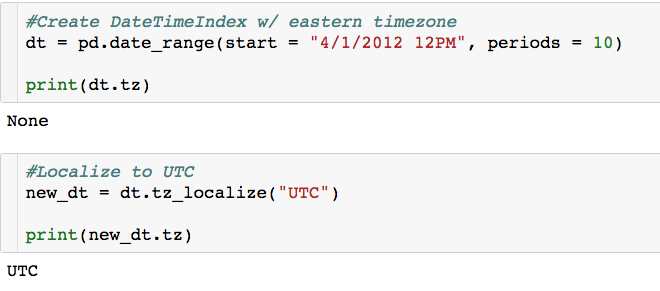 #Create DateTimeIndex w/ eastern timezone
dt = pd.date_range(start = "4/1/2012 12PM", periods = 10)
print(dt.tz)
None
#Localize to UTC
new_dt = dt.tz_localize("UTC")
print(new_dt.tz)
UTC